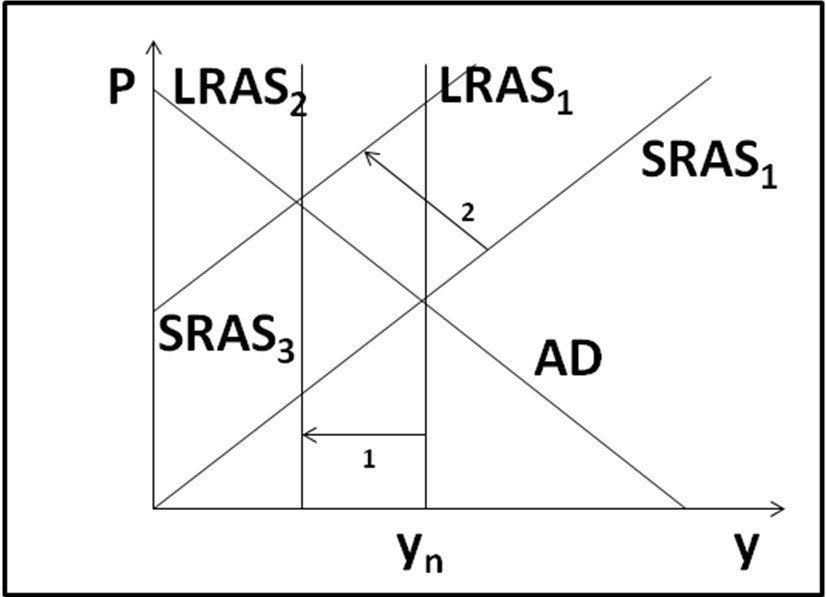 P
LRAS₂
LRAS₁
SRAS₁
2
SRAS₃
AD
1
yₙ
y